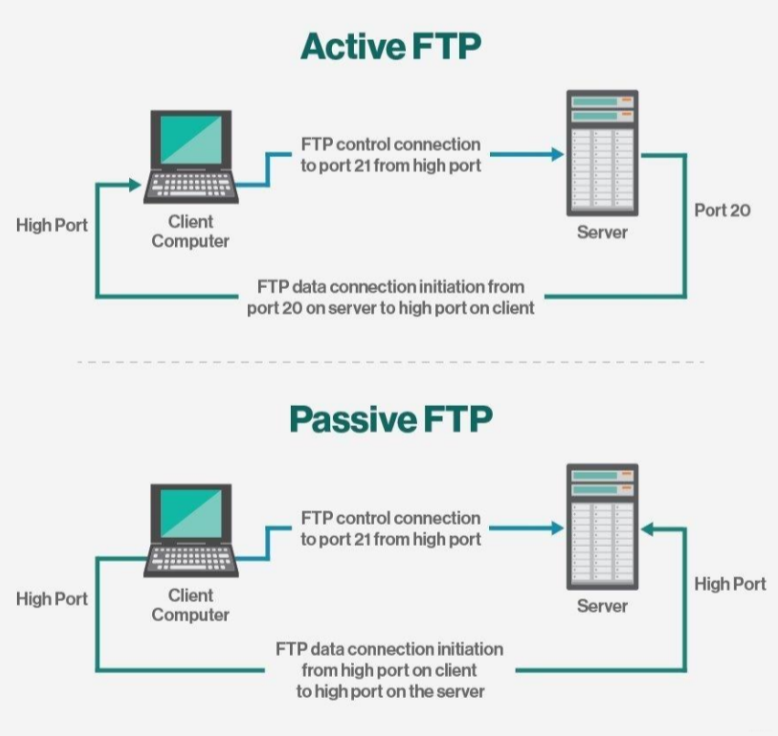 Active FTP
FTP control connection
to port 21 from high port
High Port
Client
Computer
Server
Port 20
FTP data connection initiation from
port 20 on server to high port on client
Passive FTP
FTP control connection
to port 21 from high port
High Port
Client
Computer
Server
High Port
FTP data connection initiation
from high port on client
to high port on the server